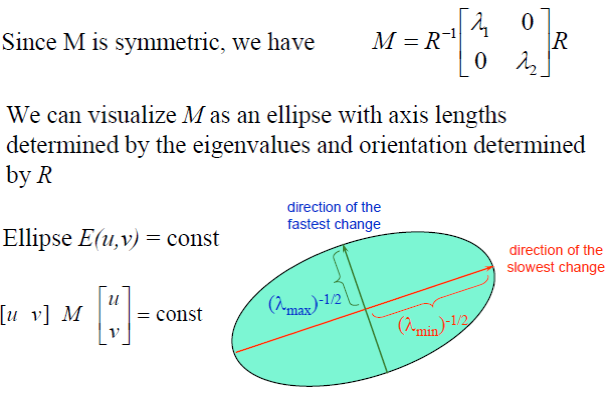 Since M is symmetric, we have M = R⁻¹ [λ₁ 0; 0 λ₂] R
We can visualize M as an ellipse with axis lengths
determined by the eigenvalues and orientation determined
by R
direction of the
fastest change
Ellipse E(u,v) = const
direction of the
slowest change
[u v] M [u; v] = const
(λmax)-1/2
(λmin)-1/2